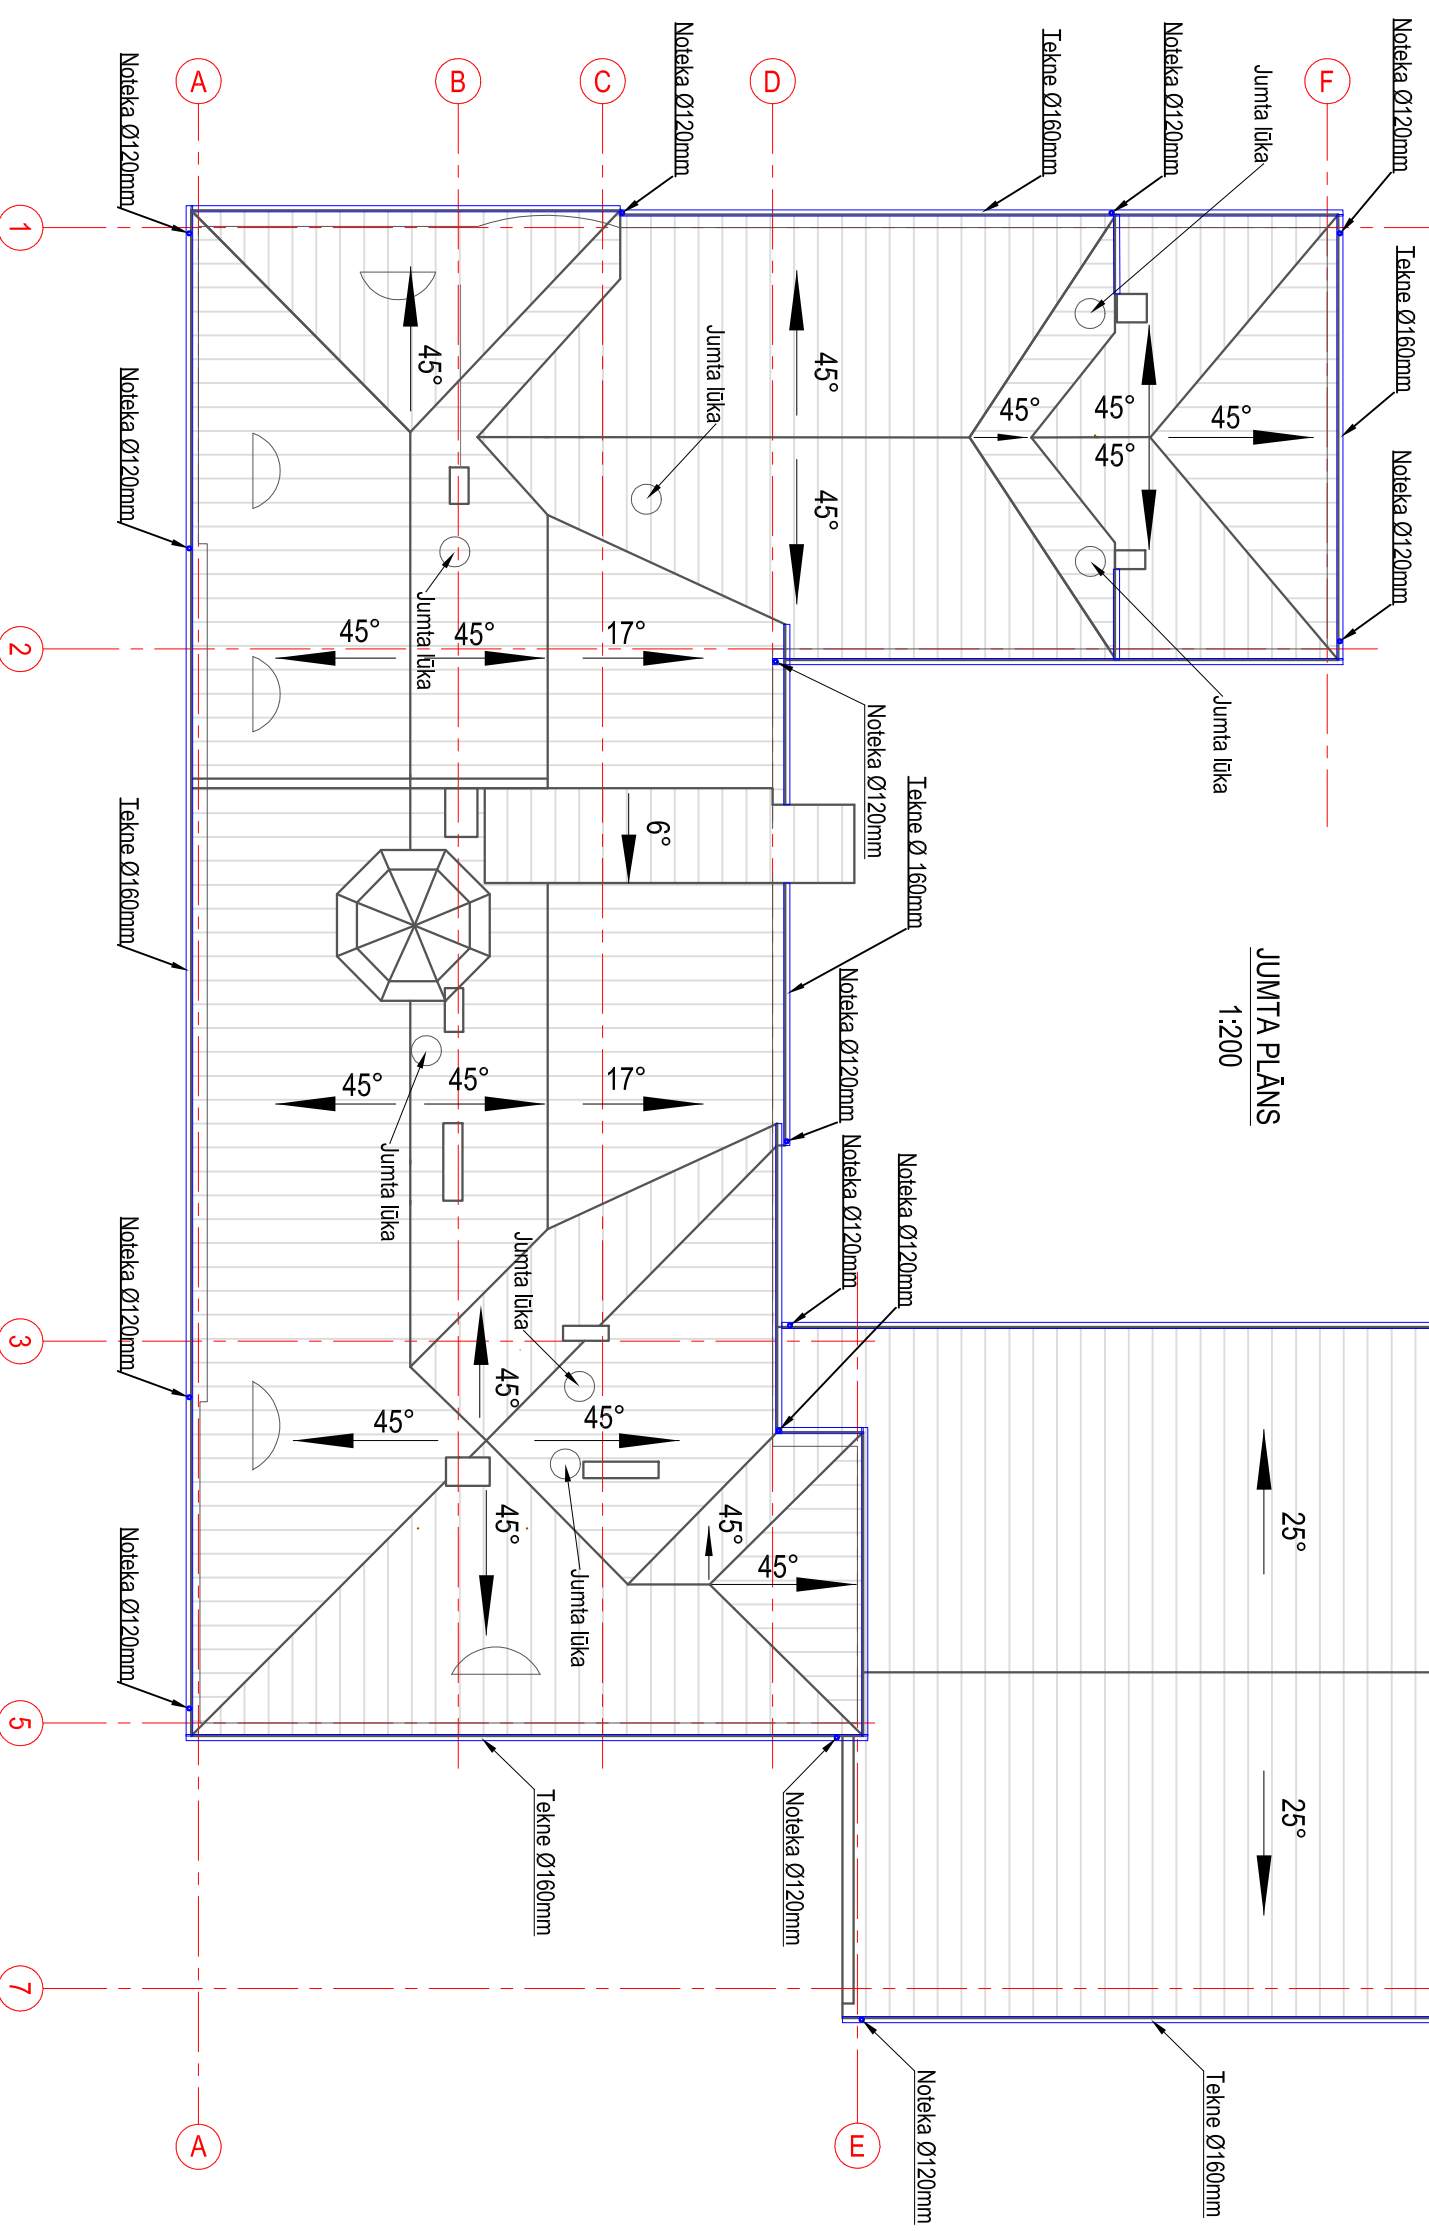 JUMTA PLĀNS
1:200
A
B
C
D
F
1
2
3
5
7
A
E
Noteka Ø120mm
Noteka Ø120mm
Tekne Ø160mm
Noteka Ø120mm
Jumta lūka
Noteka Ø120mm
Tekne Ø160mm
Noteka Ø120mm
Noteka Ø120mm
Jumta lūka
Jumta lūka
Jumta lūka
Noteka Ø120mm
Tekne Ø 160mm
Tekne Ø160mm
Noteka Ø120mm
Noteka Ø120mm
Noteka Ø120mm
Jumta lūka
Jumta lūka
Noteka Ø120mm
Noteka Ø120mm
Jumta lūka
Tekne Ø160mm
Noteka Ø120mm
Noteka Ø120mm
Tekne Ø160mm
45°
45°
45°
45°
45°
45°
45°
45°
45°
17°
6°
45°
45°
17°
45°
45°
45°
45°
45°
45°
25°
25°